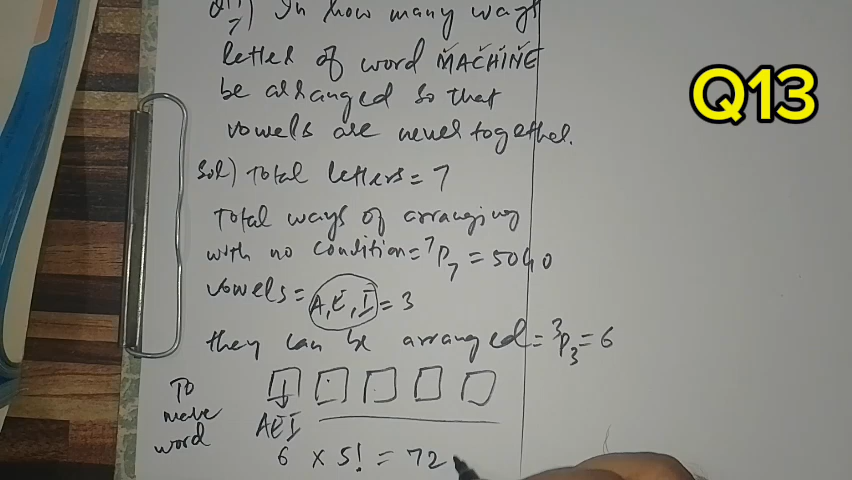 In how many ways
letter of word MACHINE
be arranged so that
vowels are never together.
Q13
Sol) Total letters = 7
Total ways of arranging
with no condition = ⁷P₇ = 5040
vowels = A, E, I = 3
they can be arranged = ³P₃ = 6
To
make
word
AEI
6 × 5! = 72